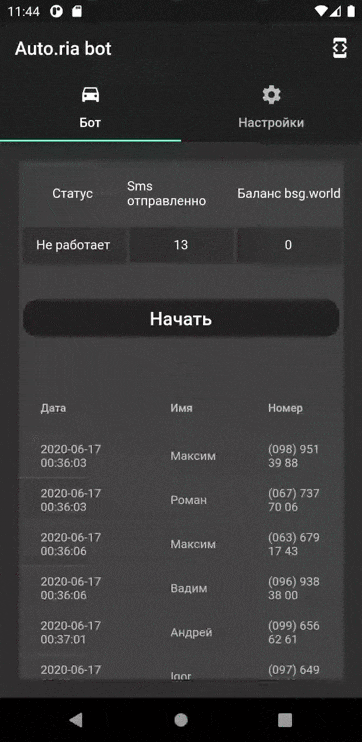 11:44
Auto.ria bot
Бот
Настройки
Статус
Sms
отправленно
Баланс bsg.world
Не работает
13
0
Начать
Дата
Имя
Номер
2020-06-17
00:36:03
Максим
(098) 951
39 88
2020-06-17
00:36:03
Роман
(067) 737
70 06
2020-06-17
00:36:06
Максим
(063) 679
17 43
2020-06-17
00:36:06
Вадим
(096) 938
38 00
2020-06-17
00:37:01
Андрей
(099) 656
62 61
2020-06-17
Igor
(097) 649